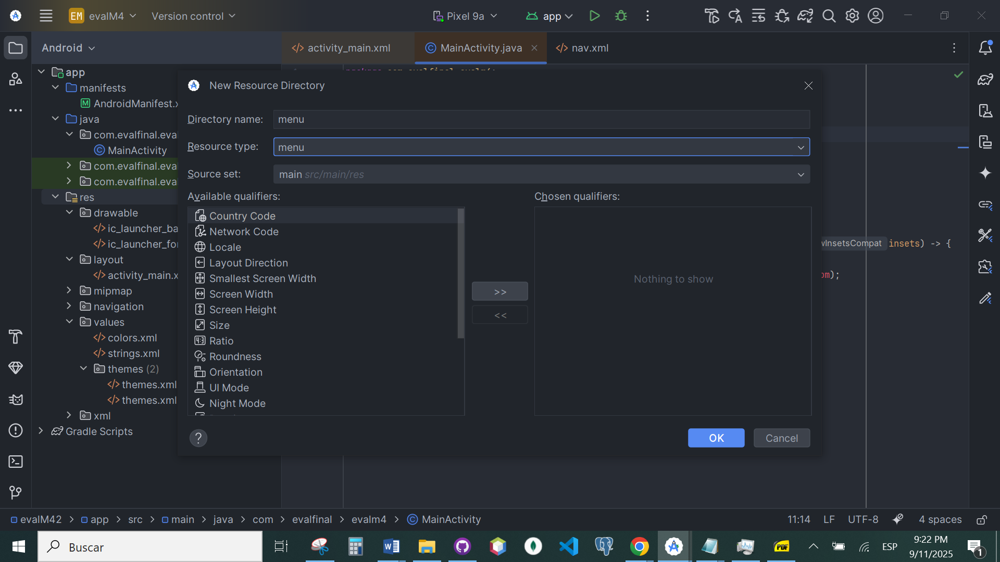 EM evalM4
Version control
Pixel 9a
app
Android
activity_main.xml
MainActivity.java
nav.xml
app
manifests
AndroidManifest.x
java
com.evalfinal.eva
MainActivity
com.evalfinal.eva
com.evalfinal.eva
res
drawable
ic_launcher_ba
ic_launcher_for
layout
activity_main.x
mipmap
navigation
values
colors.xml
strings.xml
themes (2)
themes.xml
themes.xml
xml
Gradle Scripts
New Resource Directory
Directory name: menu
Resource type: menu
Source set: main src/main/res
Available qualifiers:
Chosen qualifiers:
Country Code
Network Code
Locale
Layout Direction
Smallest Screen Width
Screen Width
Screen Height
Size
Ratio
Roundness
Orientation
UI Mode
Night Mode
>>
<<
Nothing to show
? OK Cancel
wInsetsCompat insets) -> {
om);
evalM42 > app > src > main > java > com > evalfinal > evalm4 > MainActivity
11:14 LF UTF-8 4 spaces
Buscar
PDF
ESP
9:22 PM
9/11/2025
1